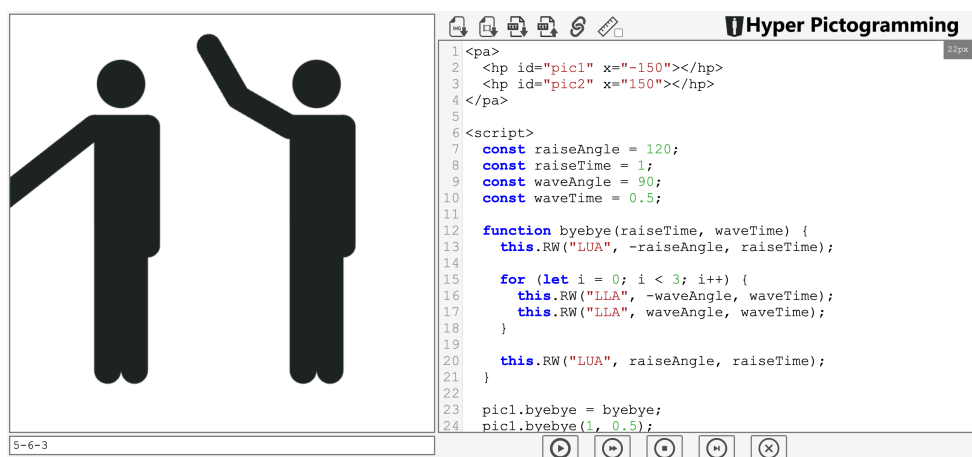 IMG
TXT
TXT
Hyper Pictogramming
22px
1 <pa>
2   <hp id="pic1" x="-150"></hp>
3   <hp id="pic2" x="150"></hp>
4 </pa>
5
6 <script>
7   const raiseAngle = 120;
8   const raiseTime = 1;
9   const waveAngle = 90;
10   const waveTime = 0.5;
11
12   function byebye(raiseTime, waveTime) {
13     this.RW("LUA", -raiseAngle, raiseTime);
14
15     for (let i = 0; i < 3; i++) {
16       this.RW("LLA", -waveAngle, waveTime);
17       this.RW("LLA", waveAngle, waveTime);
18     }
19
20     this.RW("LUA", raiseAngle, raiseTime);
21   }
22
23   pic1.byebye = byebye;
24   pic1.byebye(1, 0.5);
5-6-3